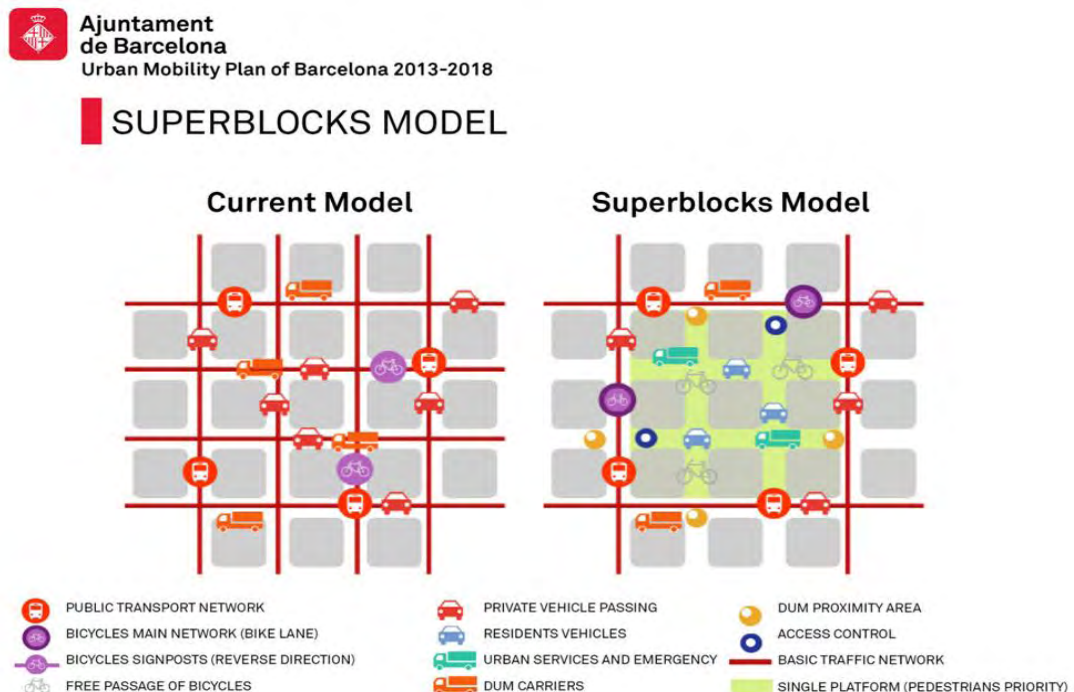 Ajuntament
de Barcelona
Urban Mobility Plan of Barcelona 2013-2018
SUPERBLOCKS MODEL
Current Model
Superblocks Model
PUBLIC TRANSPORT NETWORK
BICYCLES MAIN NETWORK (BIKE LANE)
BICYCLES SIGNPOSTS (REVERSE DIRECTION)
FREE PASSAGE OF BICYCLES
PRIVATE VEHICLE PASSING
RESIDENTS VEHICLES
URBAN SERVICES AND EMERGENCY
DUM CARRIERS
DUM PROXIMITY AREA
ACCESS CONTROL
BASIC TRAFFIC NETWORK
SINGLE PLATFORM (PEDESTRIANS PRIORITY)